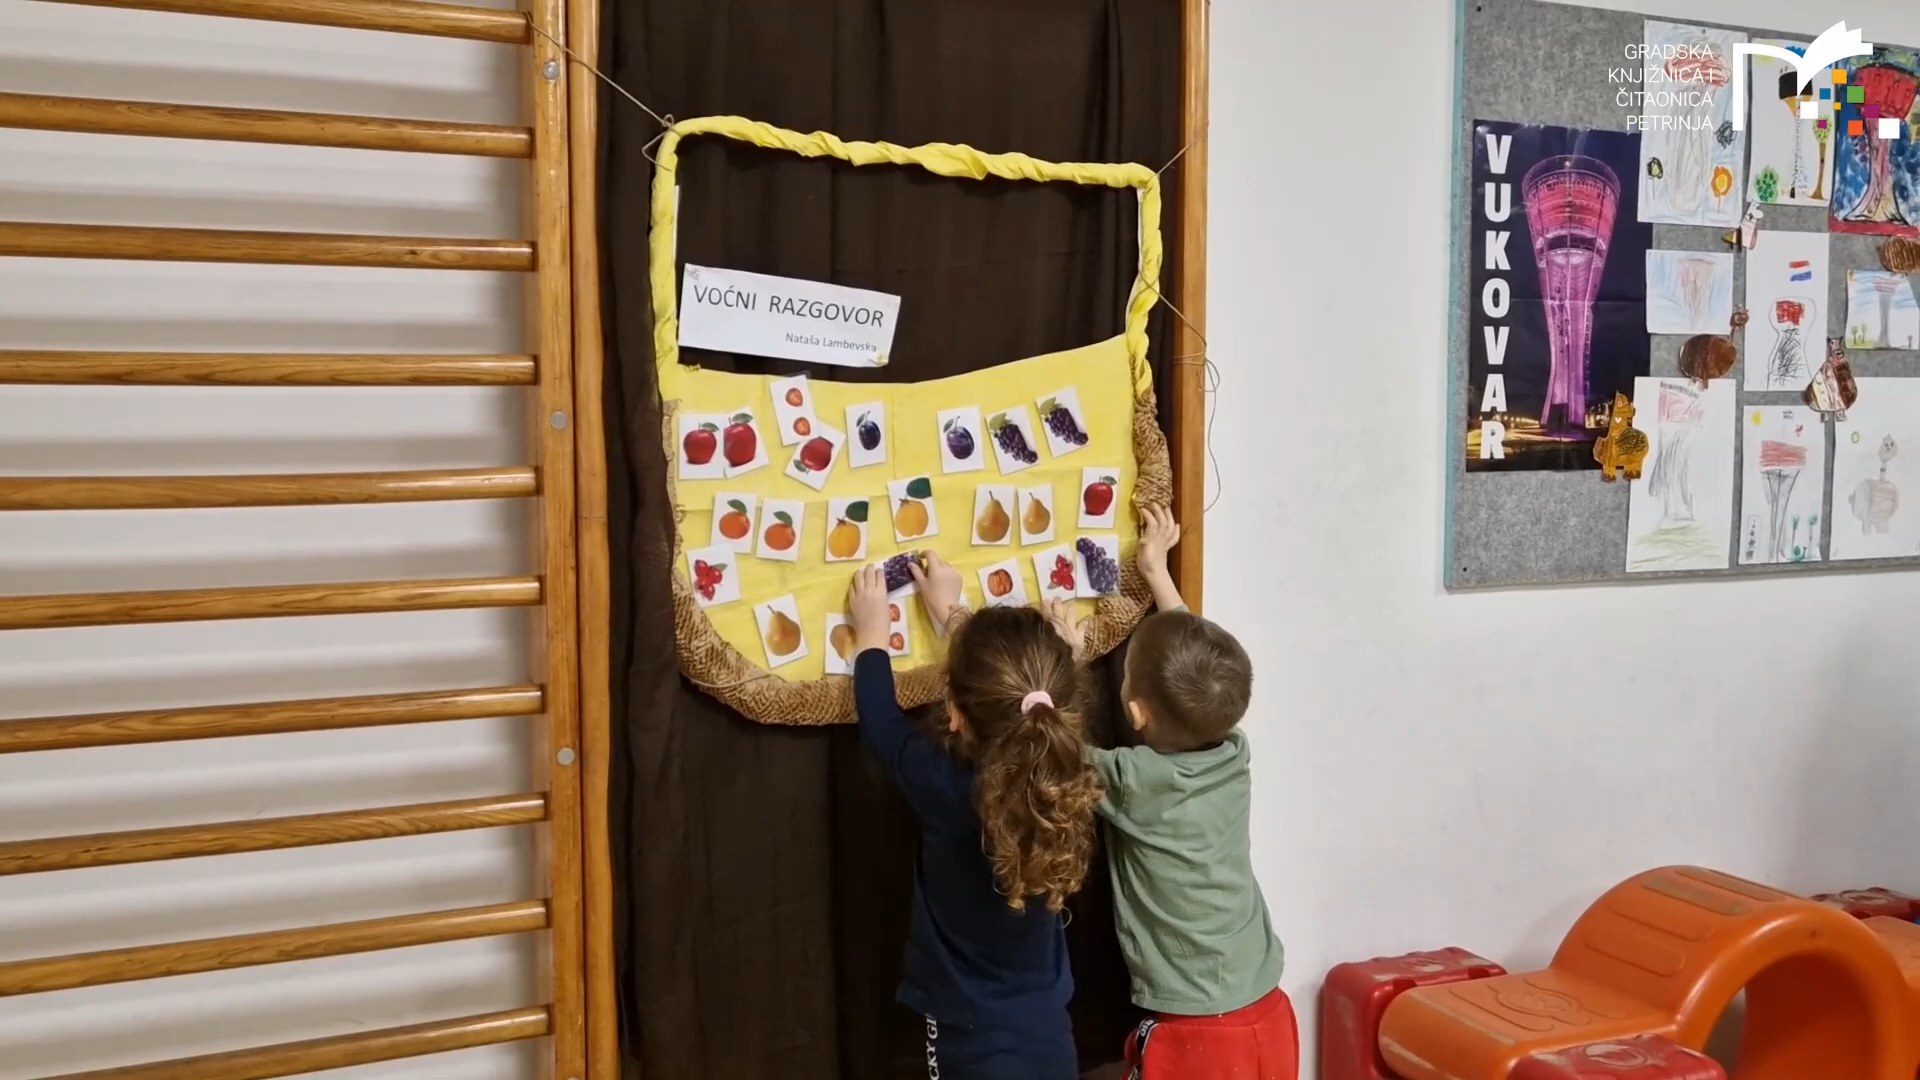 GRADSKA
KNJIŽNICA I
ČITAONICA
PETRINJA
VOĆNI RAZGOVOR
Nataša Lambevska
VUKOVAR